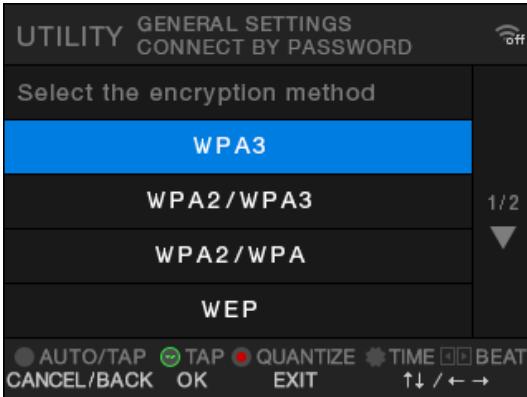 UTILITY GENERAL SETTINGS
CONNECT BY PASSWORD
off
Select the encryption method
WPA3
WPA2/WPA3
1/2
WPA2/WPA
WEP
AUTO/TAP TAP QUANTIZE TIME BEAT
CANCEL/BACK OK EXIT ↑↓/←→